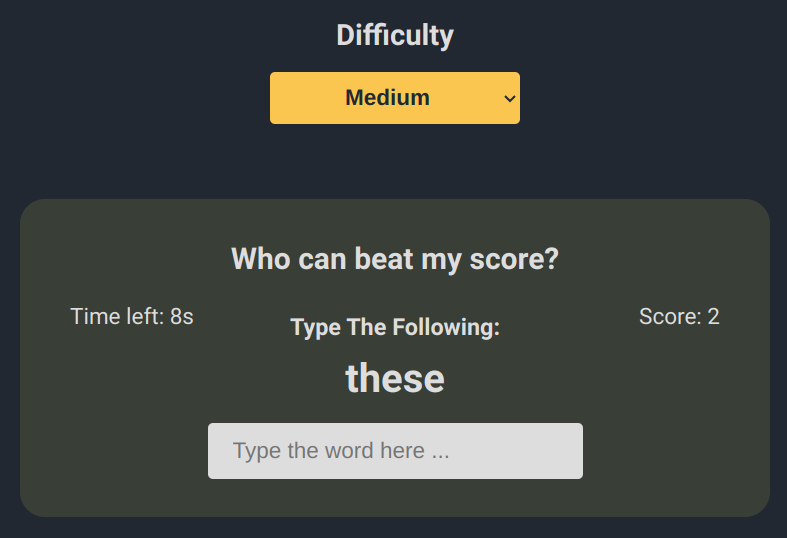 Difficulty
Medium
Who can beat my score?
Time left: 8s
Type The Following:
Score: 2
these
Type the word here ...